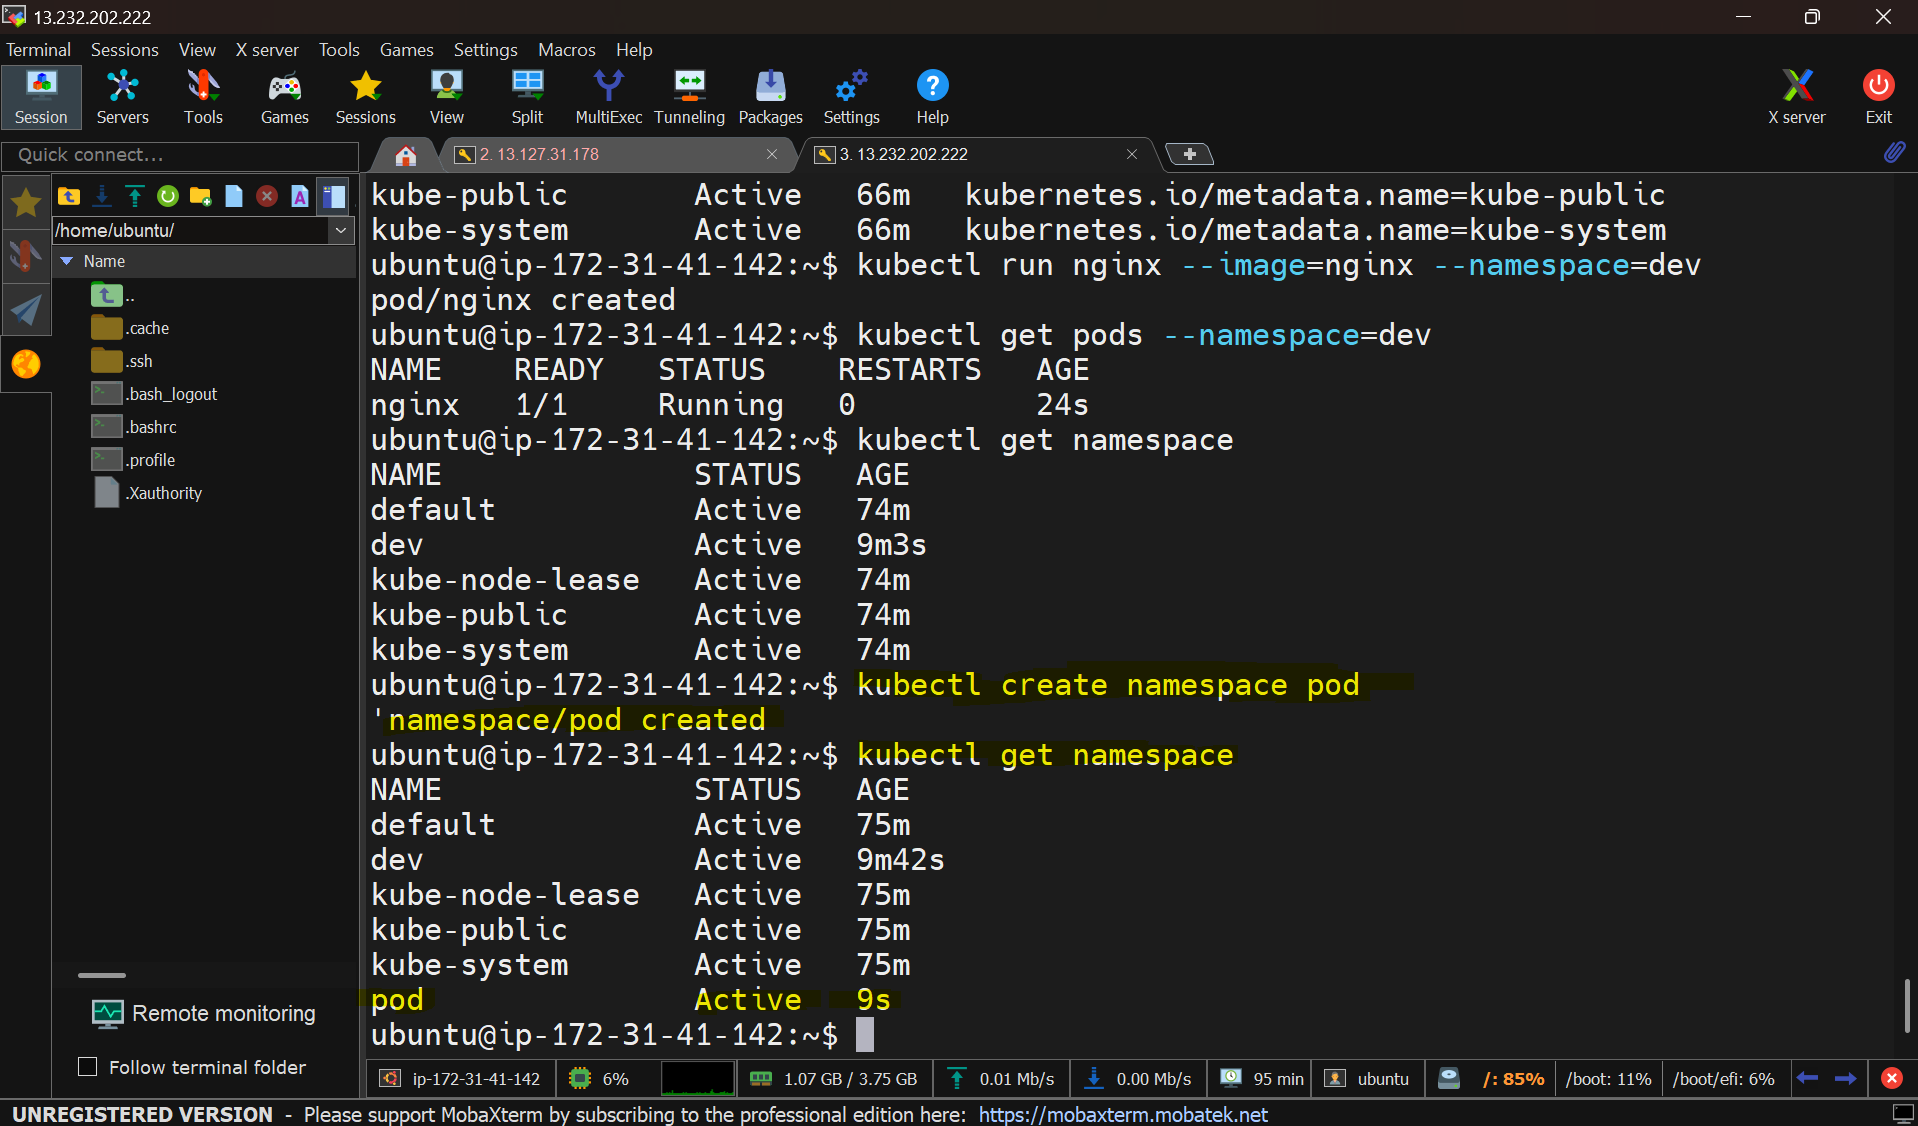 13.232.202.222
Terminal Sessions View X server Tools Games Settings Macros Help
Session Servers Tools Games Sessions View Split MultiExec Tunneling Packages Settings Help X server Exit
Quick connect...
2. 13.127.31.178
3. 13.232.202.222
/home/ubuntu/
Name
..
.cache
.ssh
.bash_logout
.bashrc
.profile
.Xauthority
Remote monitoring
Follow terminal folder
kube-public Active 66m kubernetes.io/metadata.name=kube-public
kube-system Active 66m kubernetes.io/metadata.name=kube-system
ubuntu@ip-172-31-41-142:~$ kubectl run nginx --image=nginx --namespace=dev
pod/nginx created
ubuntu@ip-172-31-41-142:~$ kubectl get pods --namespace=dev
NAME READY STATUS RESTARTS AGE
nginx 1/1 Running 0 24s
ubuntu@ip-172-31-41-142:~$ kubectl get namespace
NAME STATUS AGE
default Active 74m
dev Active 9m3s
kube-node-lease Active 74m
kube-public Active 74m
kube-system Active 74m
ubuntu@ip-172-31-41-142:~$ kubectl create namespace pod
'namespace/pod created
ubuntu@ip-172-31-41-142:~$ kubectl get namespace
NAME STATUS AGE
default Active 75m
dev Active 9m42s
kube-node-lease Active 75m
kube-public Active 75m
kube-system Active 75m
pod Active 9s
ubuntu@ip-172-31-41-142:~$
ip-172-31-41-142 6% 1.07 GB / 3.75 GB 0.01 Mb/s 0.00 Mb/s 95 min ubuntu /: 85% /boot: 11% /boot/efi: 6%
UNREGISTERED VERSION - Please support MobaXterm by subscribing to the professional edition here: https://mobaxterm.mobatek.net